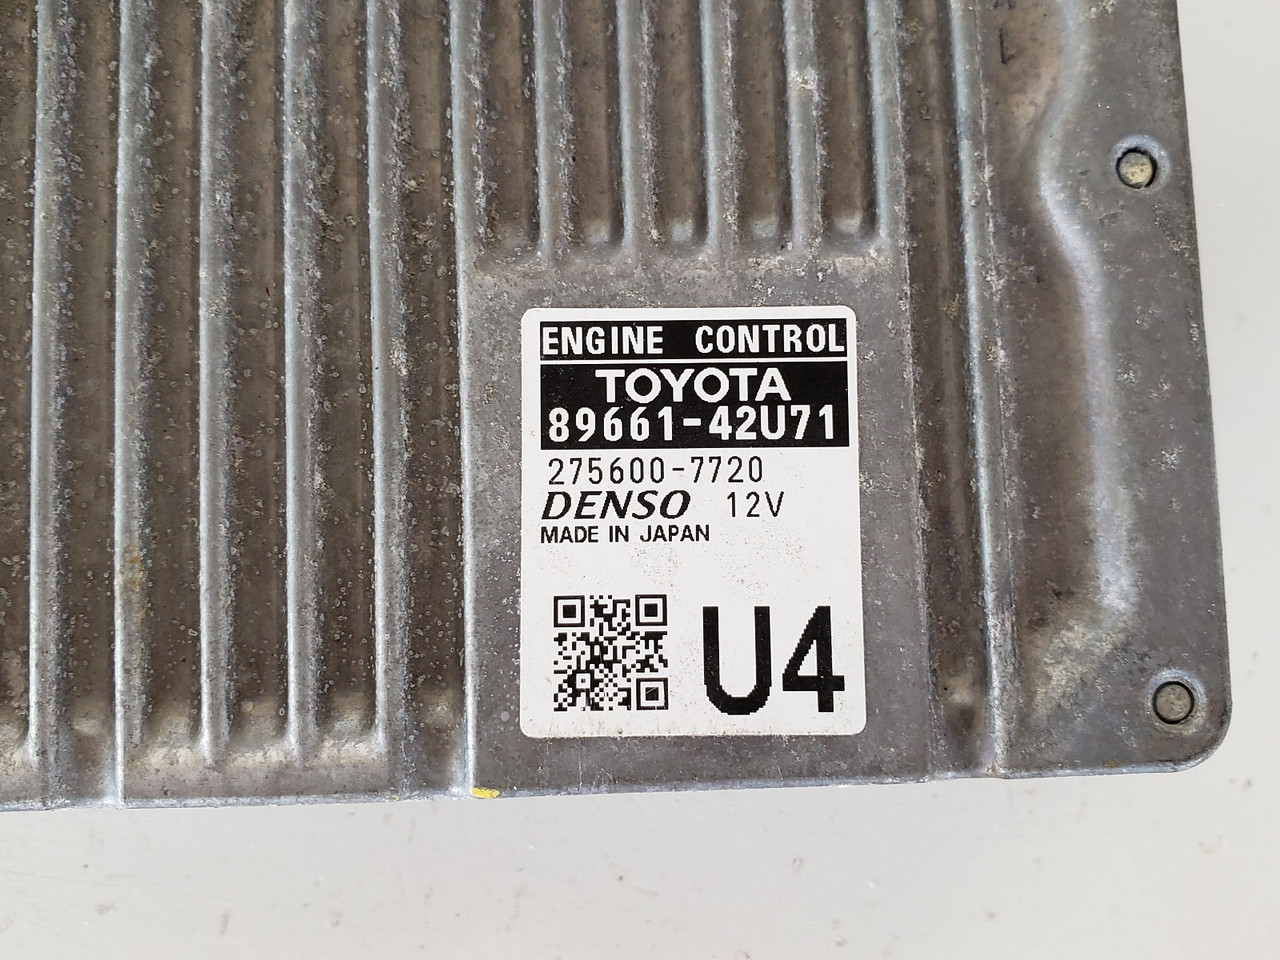 ENGINE CONTROL
TOYOTA
89661-42U71
275600-7720
DENSO 12V
MADE IN JAPAN
U4